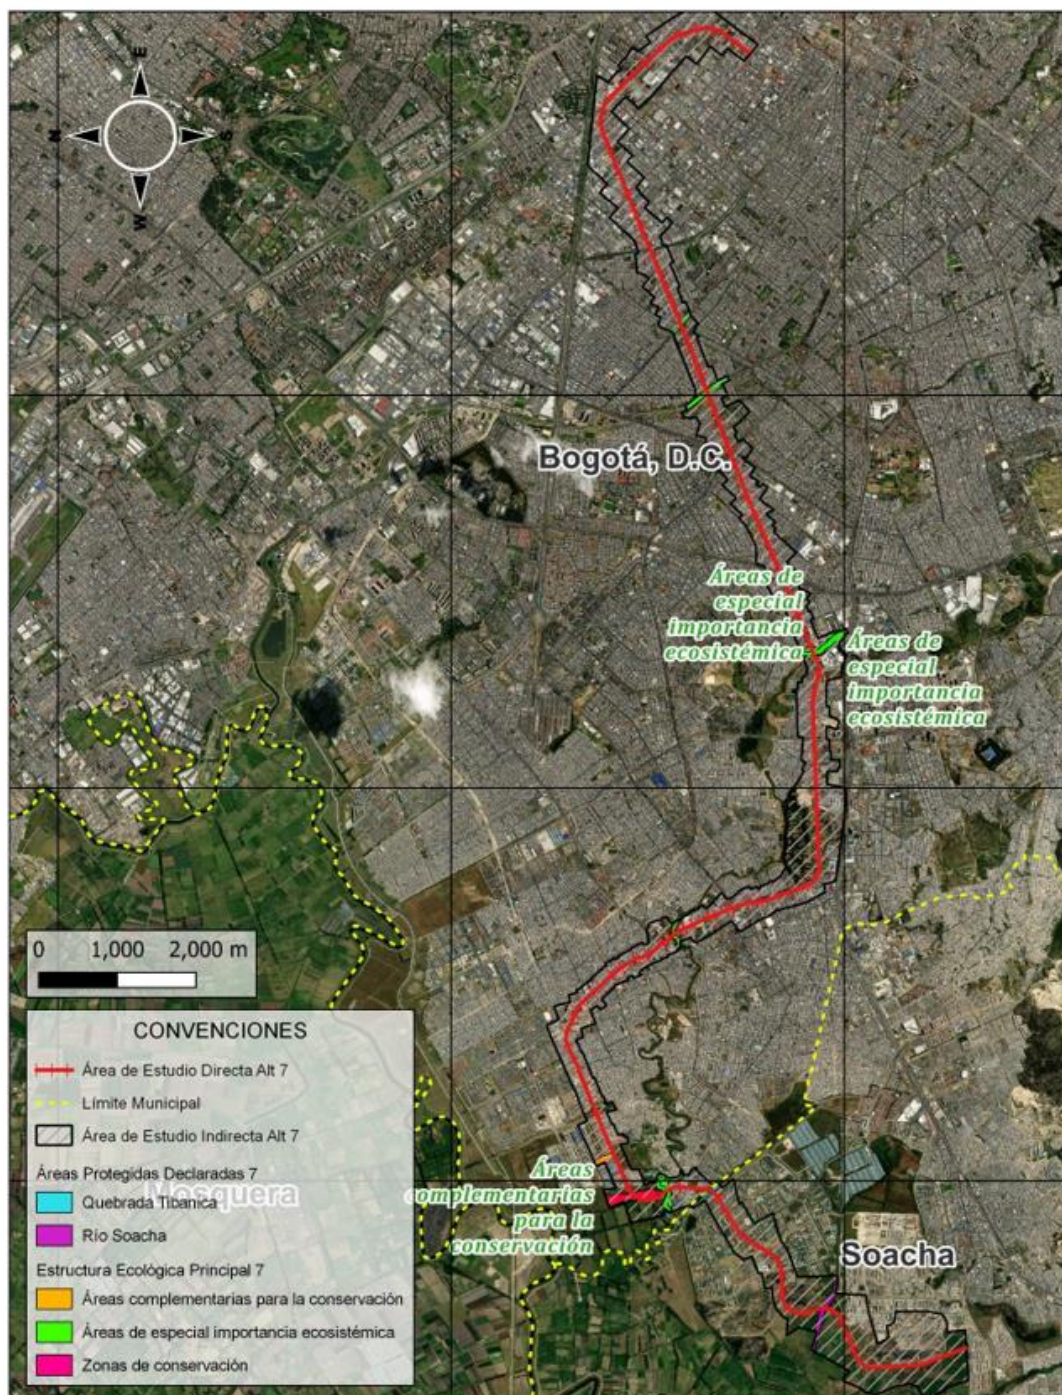 E
N
S
W
Bogotá, D.C.
Áreas de
especial
importancia
ecosistémica
Áreas de
especial
importancia
ecosistémica
0 1,000 2,000 m
CONVENCIONES
Área de Estudio Directa Alt 7
Límite Municipal
Área de Estudio Indirecta Alt 7
Áreas Protegidas Declaradas 7
Mosquera
Quebrada Tibanica
Río Soacha
Estructura Ecológica Principal 7
Áreas complementarias para la conservación
Áreas de especial importancia ecosistémica
Zonas de conservación
Áreas
complementarias
para la
conservación
Soacha